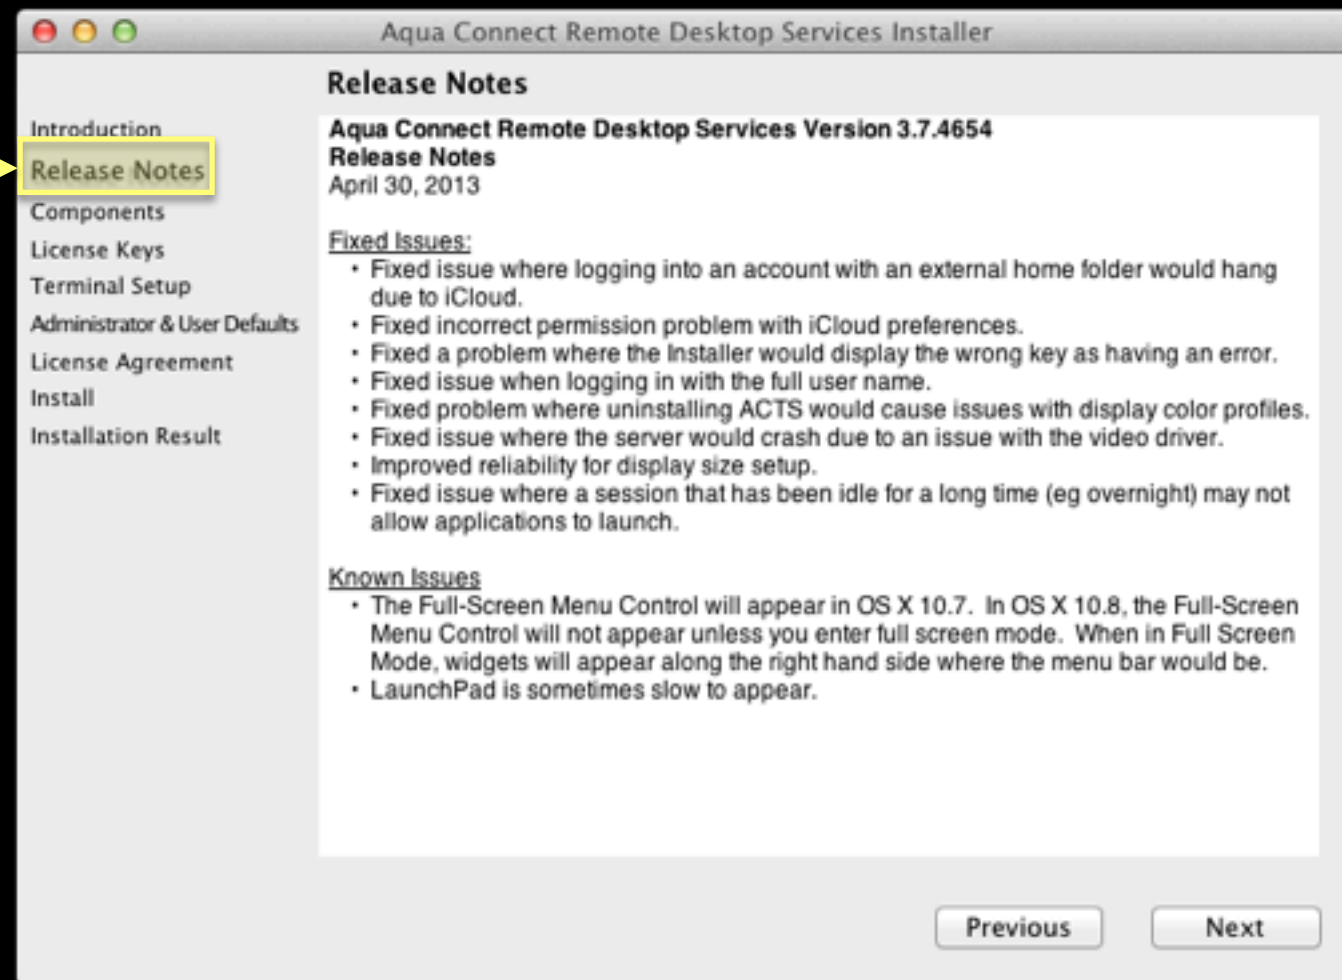 Aqua Connect Remote Desktop Services Installer
Release Notes
Introduction
Release Notes
Components
License Keys
Terminal Setup
Administrator & User Defaults
License Agreement
Install
Installation Result
Aqua Connect Remote Desktop Services Version 3.7.4654
Release Notes
April 30, 2013
Fixed Issues:
• Fixed issue where logging into an account with an external home folder would hang
due to iCloud.
• Fixed incorrect permission problem with iCloud preferences.
• Fixed a problem where the Installer would display the wrong key as having an error.
• Fixed issue when logging in with the full user name.
• Fixed problem where uninstalling ACTS would cause issues with display color profiles.
• Fixed issue where the server would crash due to an issue with the video driver.
• Improved reliability for display size setup.
• Fixed issue where a session that has been idle for a long time (eg overnight) may not
allow applications to launch.
Known Issues
• The Full-Screen Menu Control will appear in OS X 10.7. In OS X 10.8, the Full-Screen
Menu Control will not appear unless you enter full screen mode. When in Full Screen
Mode, widgets will appear along the right hand side where the menu bar would be.
• LaunchPad is sometimes slow to appear.
Previous
Next